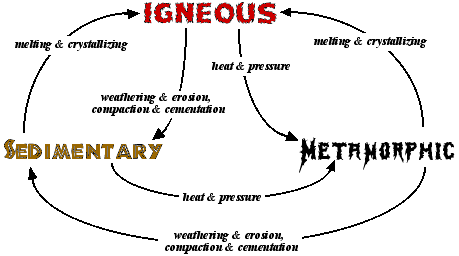 IGNEOUS
melting & crystallizing
melting & crystallizing
heat & pressure
weathering & erosion,
compaction & cementation
SEDIMENTARY
METAMORPHIC
heat & pressure
weathering & erosion,
compaction & cementation